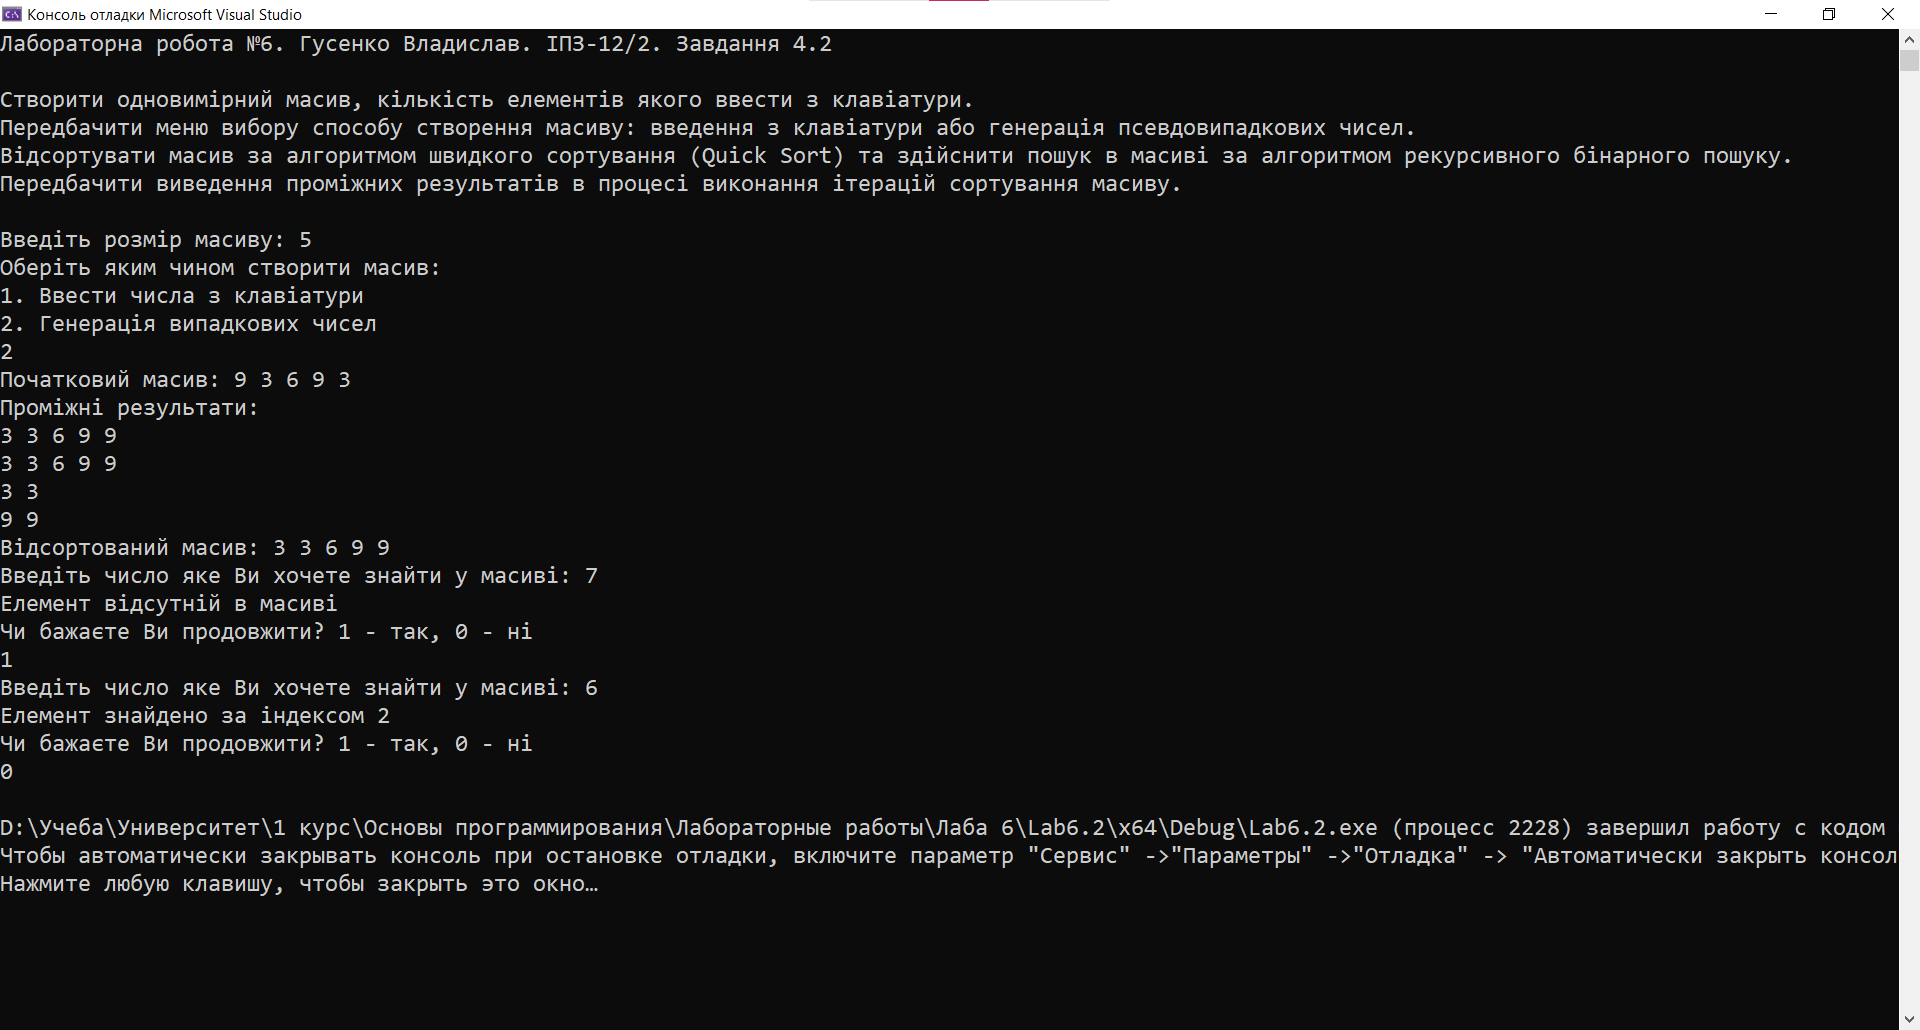 Консоль отладки Microsoft Visual Studio
Лабораторна робота №6. Гусенко Владислав. ІПЗ-12/2. Завдання 4.2
Створити одновимірний масив, кількість елементів якого ввести з клавіатури.
Передбачити меню вибору способу створення масиву: введення з клавіатури або генерація псевдовипадкових чисел.
Відсортувати масив за алгоритмом швидкого сортування (Quick Sort) та здійснити пошук в масиві за алгоритмом рекурсивного бінарного пошуку.
Передбачити виведення проміжних результатів в процесі виконання ітерацій сортування масиву.
Введіть розмір масиву: 5
Оберіть яким чином створити масив:
1. Ввести числа з клавіатури
2. Генерація випадкових чисел
2
Початковий масив: 9 3 6 9 3
Проміжні результати:
3 3 6 9 9
3 3 6 9 9
3 3
9 9
Відсортований масив: 3 3 6 9 9
Введіть число яке Ви хочете знайти у масиві: 7
Елемент відсутній в масиві
Чи бажаєте Ви продовжити? 1 - так, 0 - ні
1
Введіть число яке Ви хочете знайти у масиві: 6
Елемент знайдено за індексом 2
Чи бажаєте Ви продовжити? 1 - так, 0 - ні
0
D:\Учеба\Университет\1 курс\Основы программирования\Лабораторные работы\Лаба 6\Lab6.2\x64\Debug\Lab6.2.exe (процесс 2228) завершил работу с кодом
Чтобы автоматически закрывать консоль при остановке отладки, включите параметр "Сервис" ->"Параметры" ->"Отладка" -> "Автоматически закрыть консол
Нажмите любую клавишу, чтобы закрыть это окно…